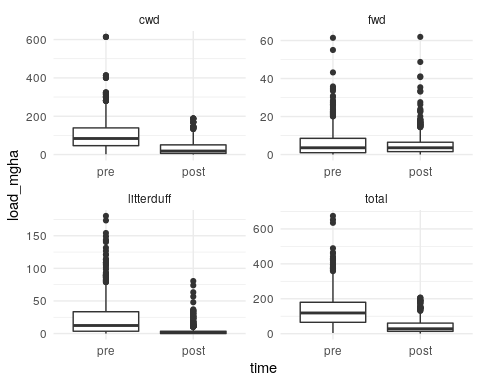 cwd
fwd
600
400
200
0
60
40
20
0
pre
post
pre
post
load_mgha
litterduff
total
150
100
50
0
600
400
200
0
pre
post
pre
post
time